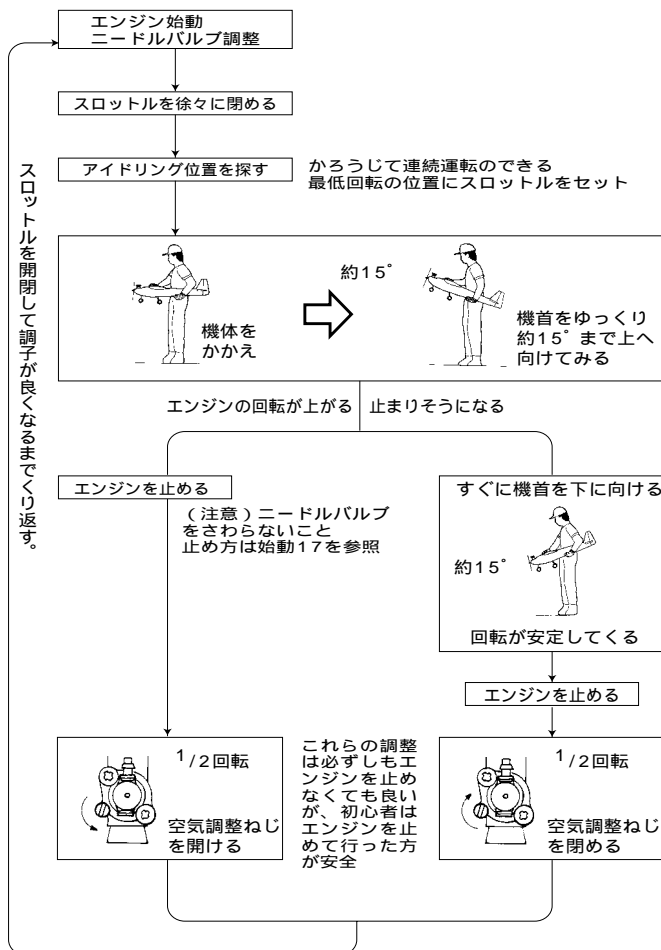 エンジン始動
ニードルバルブ調整
スロットルを徐々に閉める
アイドリング位置を探す
かろうじて連続運転のできる
最低回転の位置にスロットルをセット
スロットルを開閉して調子が良くなるまでくり返す。
機体を
かかえ
約15°
機首をゆっくり
約15°まで上へ
向けてみる
エンジンの回転が上がる
止まりそうになる
エンジンを止める
(注意)ニードルバルブ
をさわらないこと
止め方は始動17を参照
すぐに機首を下に向ける
約15°
回転が安定してくる
エンジンを止める
1/2回転
空気調整ねじ
を開ける
これらの調整
は必ずしもエ
ンジンを止め
なくても良い
が、初心者は
エンジンを止
めて行った方
が安全
1/2回転
空気調整ねじ
を閉める